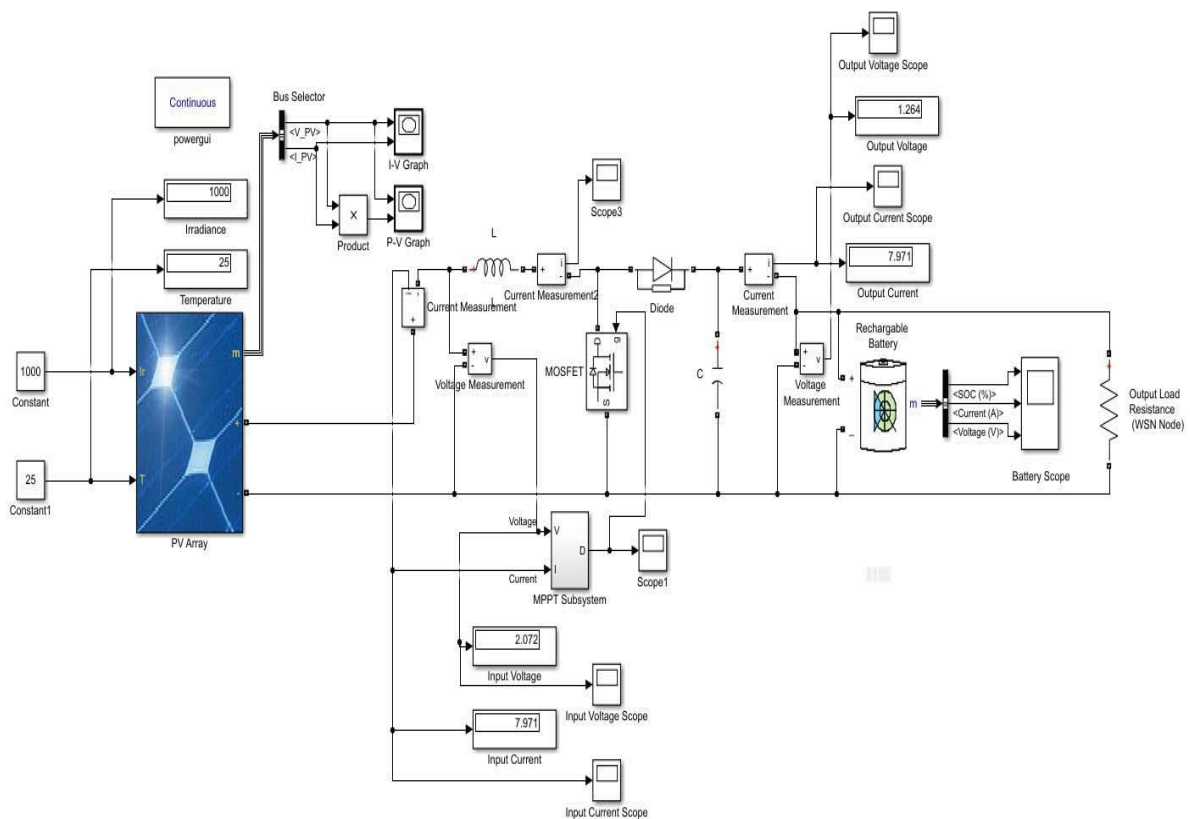 Continuous
powergui
Bus Selector
<V_PV>
<I_PV>
I-V Graph
×
Product
P-V Graph
1000
Irradiance
25
Temperature
1000
Constant
25
Constant1
Ir
T
m
+
-
PV Array
Current Measurement
L
L
i
Current Measurement2
Scope3
v
Voltage Measurement
MOSFET
D
g
S
Diode
C
i
Current
Measurement
v
Voltage
Measurement
Output Voltage Scope
1.264
Output Voltage
Output Current Scope
7.971
Output Current
Rechargable
Battery
+
_
m
<SOC (%)>
<Current (A)>
<Voltage (V)>
Battery Scope
Output Load
Resistance
(WSN Node)
Voltage
Current
V
I
D
MPPT Subsystem
Scope1
2.072
Input Voltage
Input Voltage Scope
7.971
Input Current
Input Current Scope